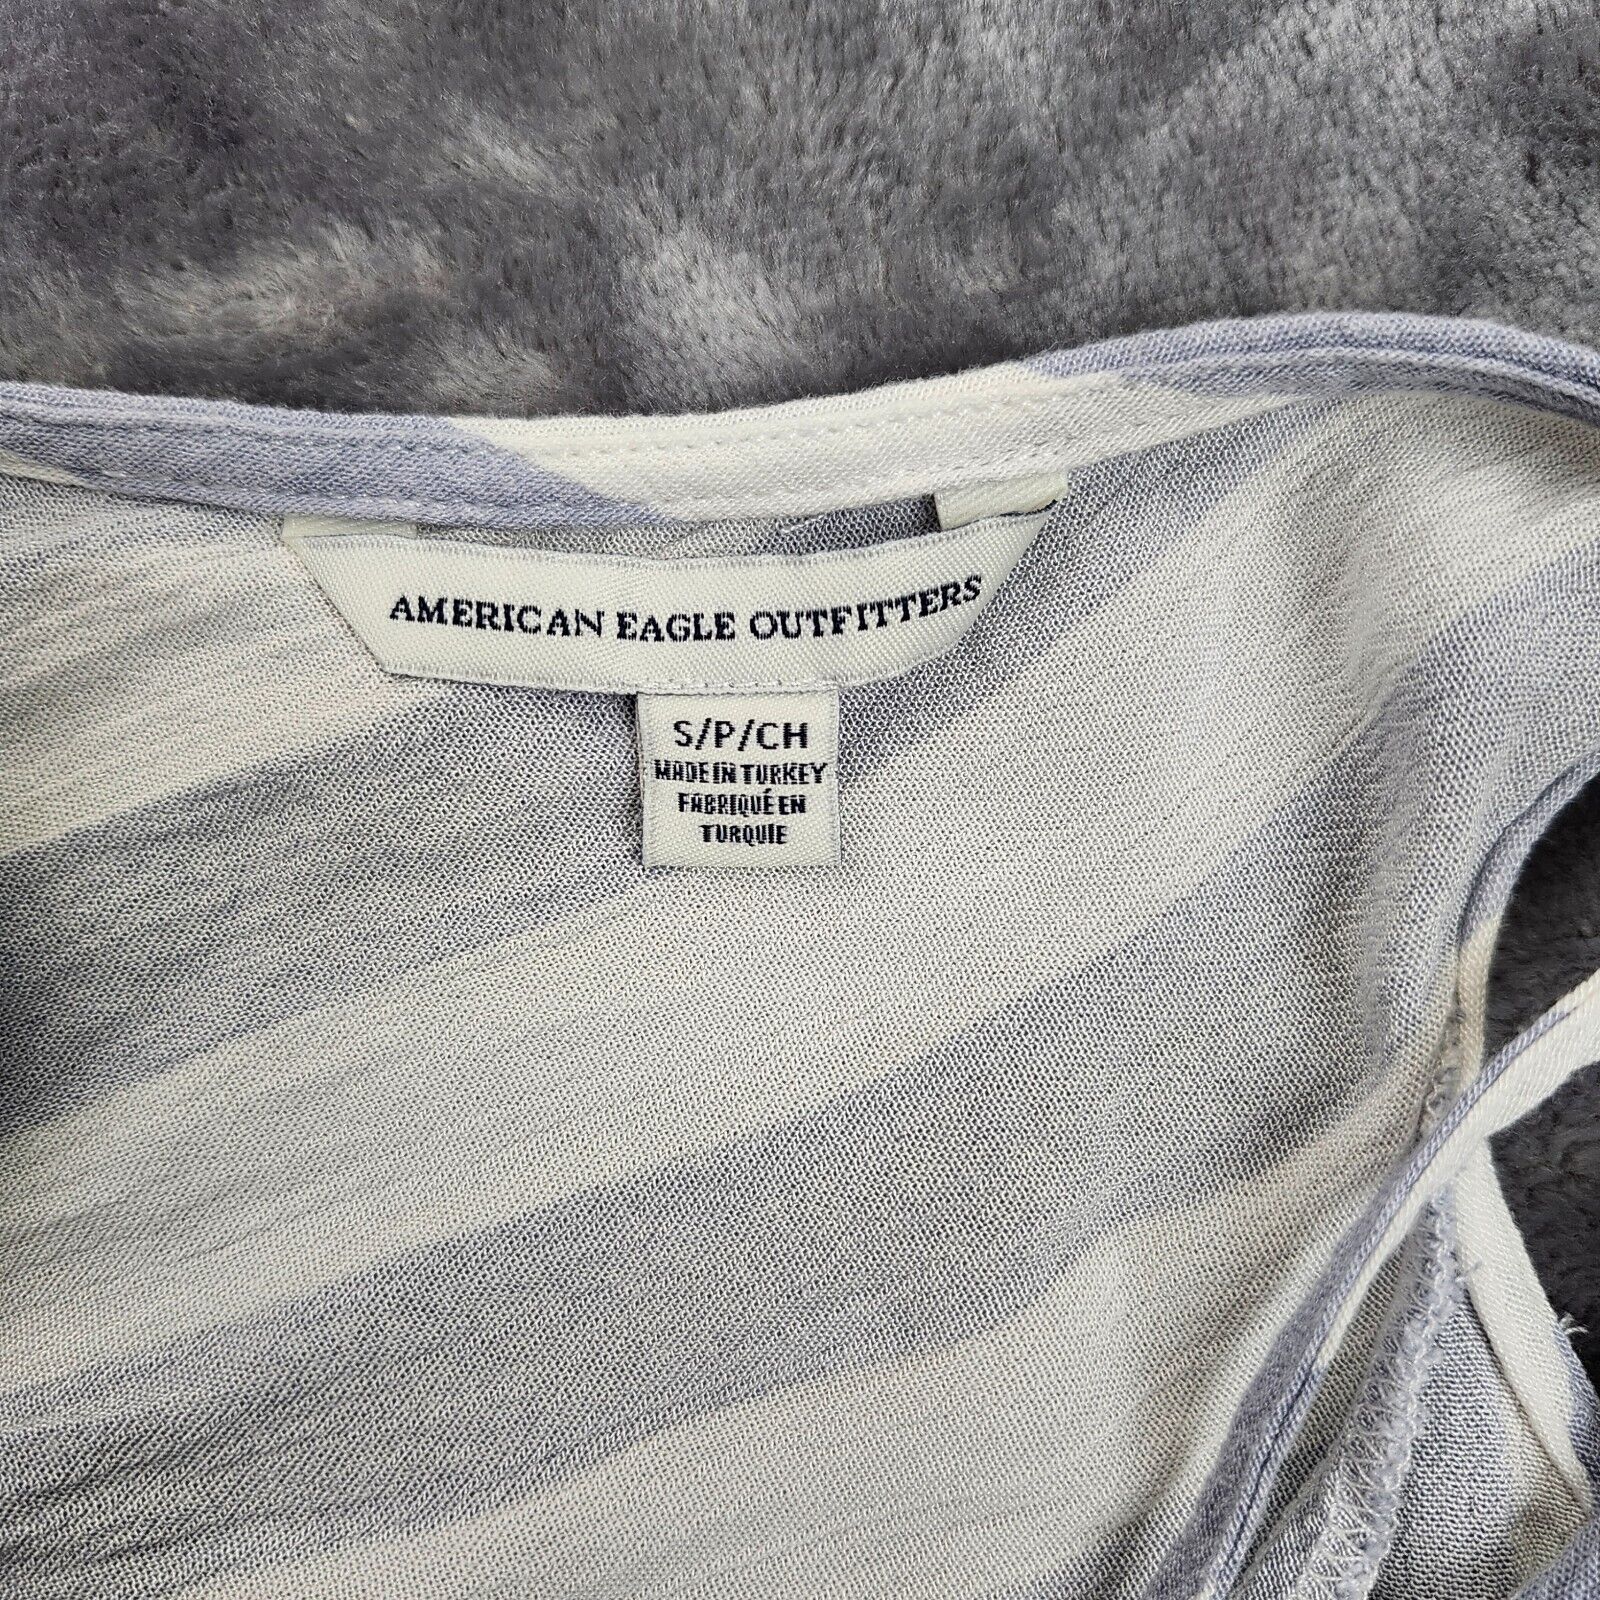 AMERICAN EAGLE OUTFITTERS
S/P/CH
MADE IN TURKEY
FABRIQUÉ EN
TURQUIE